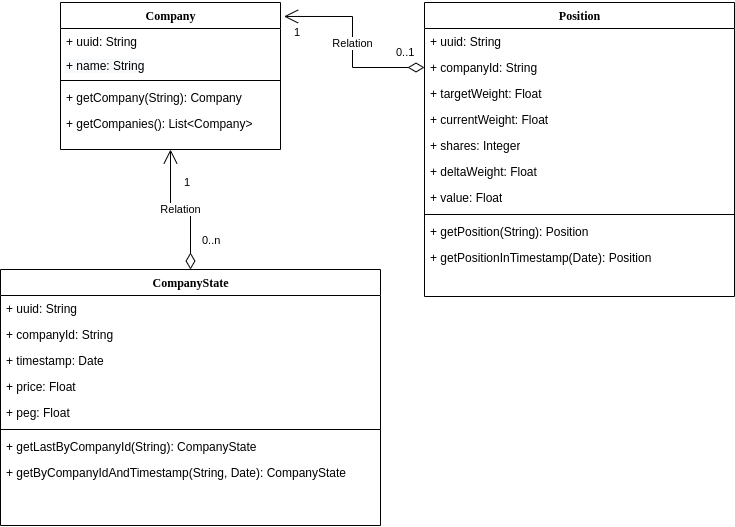 Company
+ uuid: String
+ name: String
+ getCompany(String): Company
+ getCompanies(): List<Company>
1
Relation
0..1
Position
+ uuid: String
+ companyId: String
+ targetWeight: Float
+ currentWeight: Float
+ shares: Integer
+ deltaWeight: Float
+ value: Float
+ getPosition(String): Position
+ getPositionInTimestamp(Date): Position
1
Relation
0..n
CompanyState
+ uuid: String
+ companyId: String
+ timestamp: Date
+ price: Float
+ peg: Float
+ getLastByCompanyId(String): CompanyState
+ getByCompanyIdAndTimestamp(String, Date): CompanyState